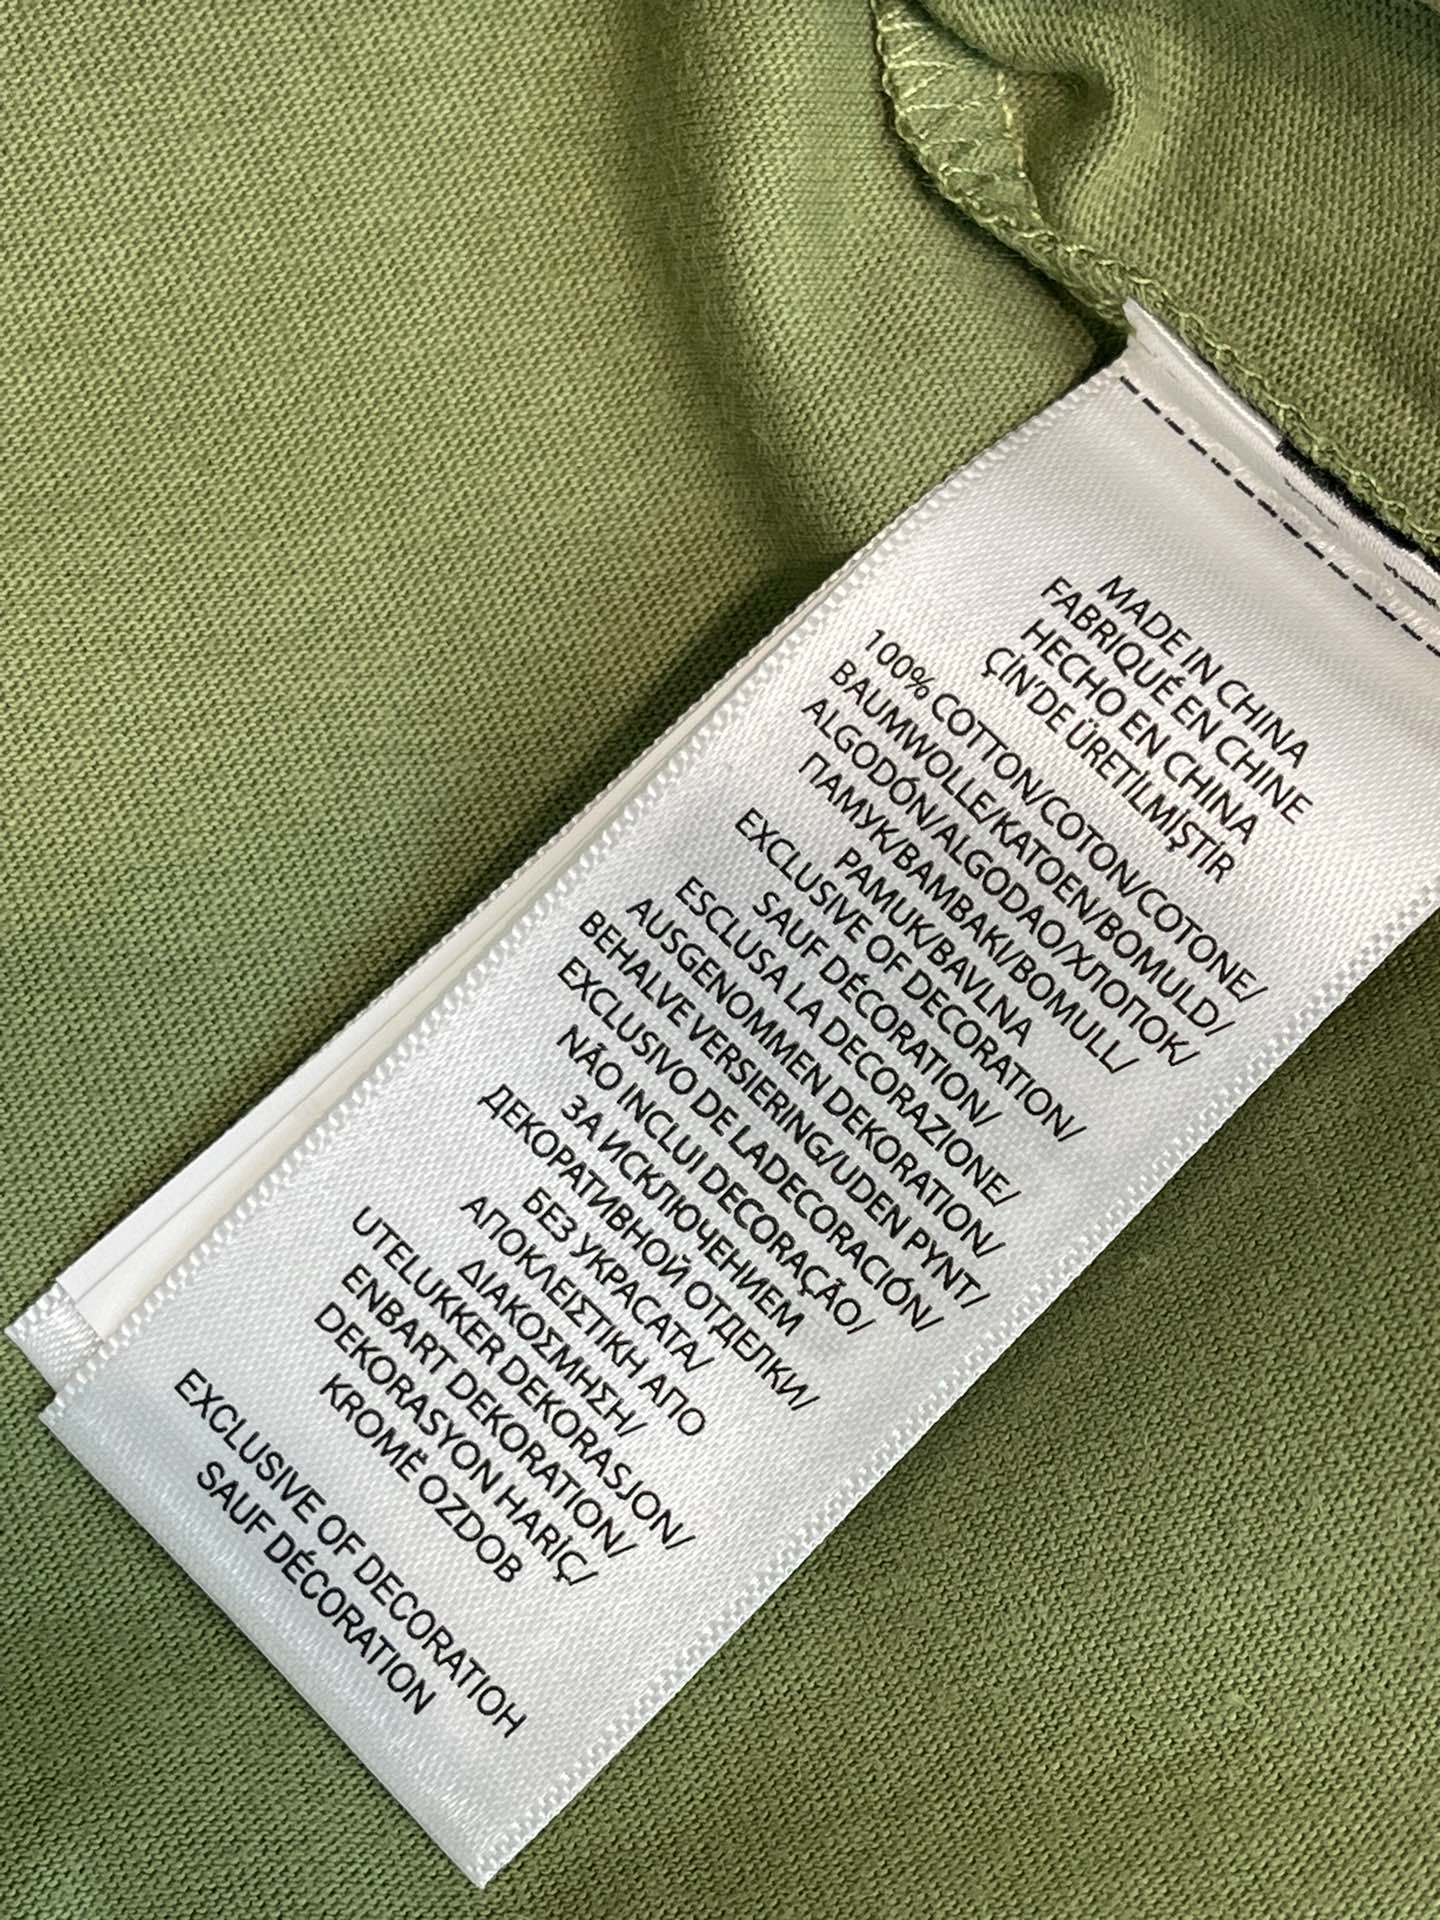 MADE IN CHINA
FABRIQUÉ EN CHINE
HECHO EN CHINA
ÇİN'DE ÜRETİLMİŞTİR
100% COTTON/COTON/COTONE/
BAUMWOLLE/KATOEN/BOMULD/
ALGODÓN/ALGODAO/ХЛОПОК/
ПАМУК/BAMBAKI/BOMULL/
PAMUK/BAVLNA
EXCLUSIVE OF DECORATION/
SAUF DÉCORATION/
ESCLUSA LA DECORAZIONE/
AUSGENOMMEN DEKORATION/
BEHALVE VERSIERING/UDEN PYNT/
EXCLUSIVO DE LADECORACIÓN/
NÃO INCLUI DECORAÇÃO/
ЗА ИСКЛЮЧЕНИЕМ
ДЕКОРАТИВНОЙ ОТДЕЛКИ/
БЕЗ УКРАСАТА/
ΑΠΟΚΛΕΙΣΤΙΚΗ ΑΠΟ
ΔΙΑΚΟΣΜΗΣΗ/
UTELUKKER DEKORASJON/
ENBART DEKORATION/
DEKORASYON HARİÇ/
KROMĚ OZDOB
EXCLUSIVE OF DECORATIOH
SAUF DÉCORATION